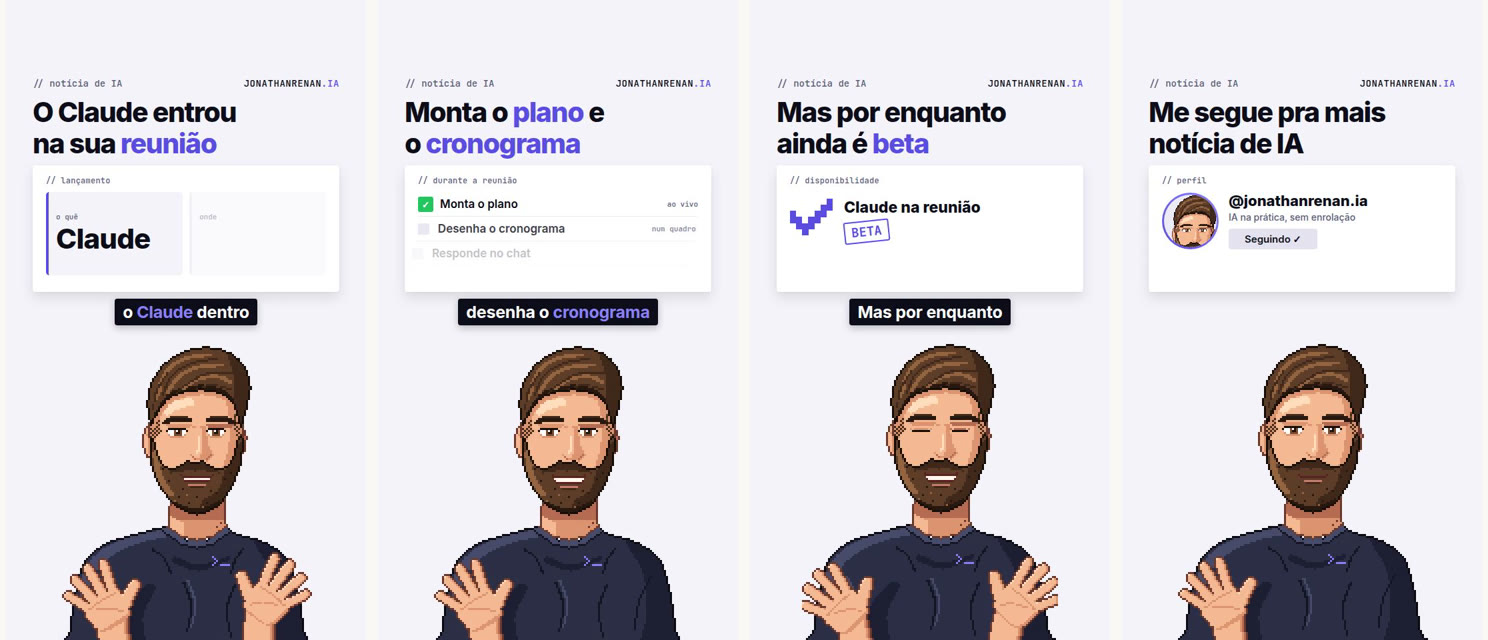 // notícia de IA
JONATHANRENAN.IA
O Claude entrou
na sua reunião
// lançamento
o quê
Claude
onde
o Claude dentro
>_
// notícia de IA
JONATHANRENAN.IA
Monta o plano e
o cronograma
// durante a reunião
✓ Monta o plano
ao vivo
Desenha o cronograma
num quadro
Responde no chat
desenha o cronograma
>_
// notícia de IA
JONATHANRENAN.IA
Mas por enquanto
ainda é beta
// disponibilidade
Claude na reunião
BETA
Mas por enquanto
>_
// notícia de IA
JONATHANRENAN.IA
Me segue pra mais
notícia de IA
// perfil
@jonathanrenan.ia
IA na prática, sem enrolação
Seguindo ✓
>_